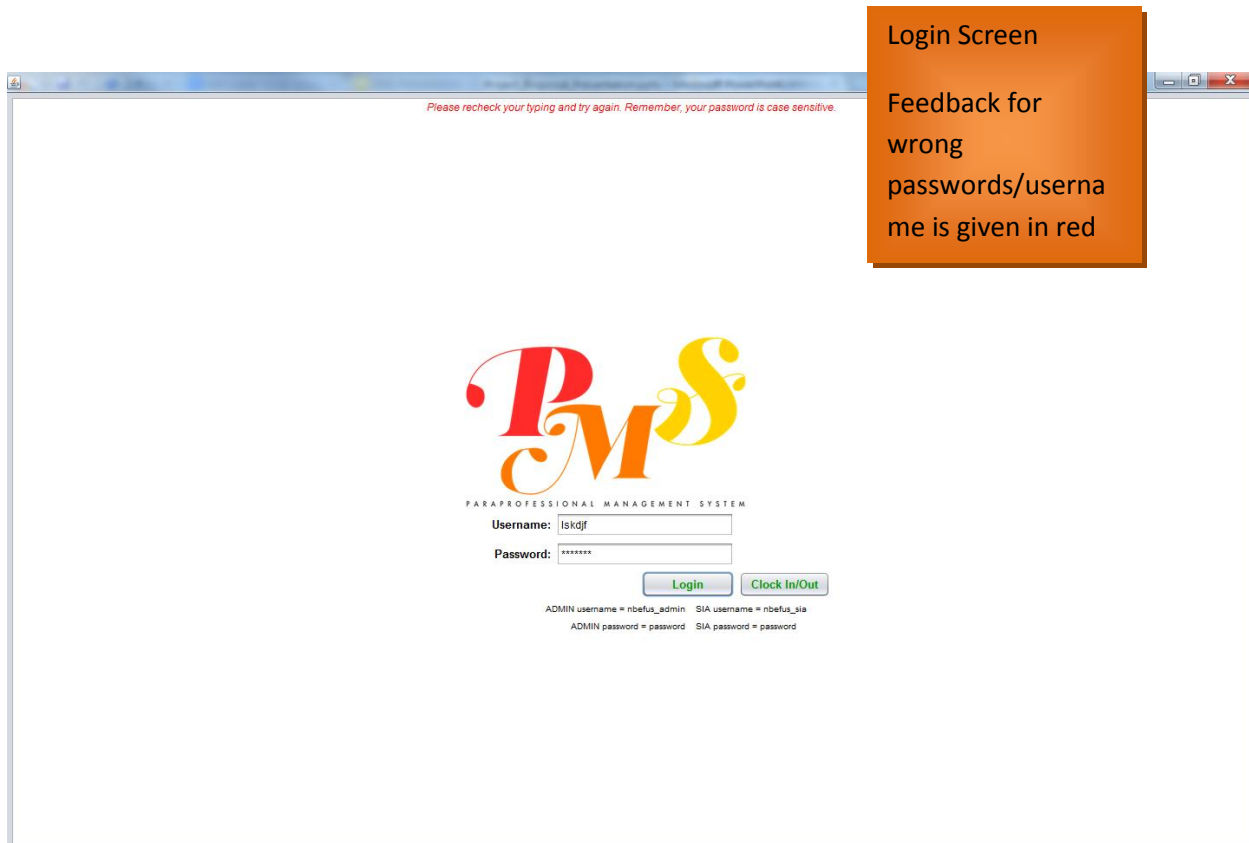 Login Screen
Feedback for
wrong
passwords/userna
me is given in red
Please recheck your typing and try again. Remember, your password is case sensitive.
PMS
PARAPROFESSIONAL MANAGEMENT SYSTEM
Username: lskdjf
Password: *******
Login Clock In/Out
ADMIN username = nbefus_admin SIA username = nbefus_sia
ADMIN password = password SIA password = password